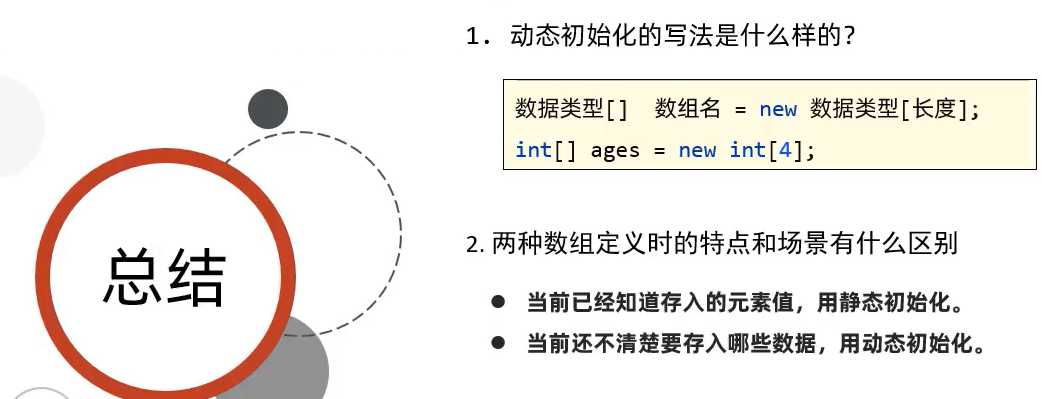 总结
1. 动态初始化的写法是什么样的?
数据类型[] 数组名 = new 数据类型[长度];
int[] ages = new int[4];
2. 两种数组定义时的特点和场景有什么区别
● 当前已经知道存入的元素值，用静态初始化。
● 当前还不清楚要存入哪些数据，用动态初始化。